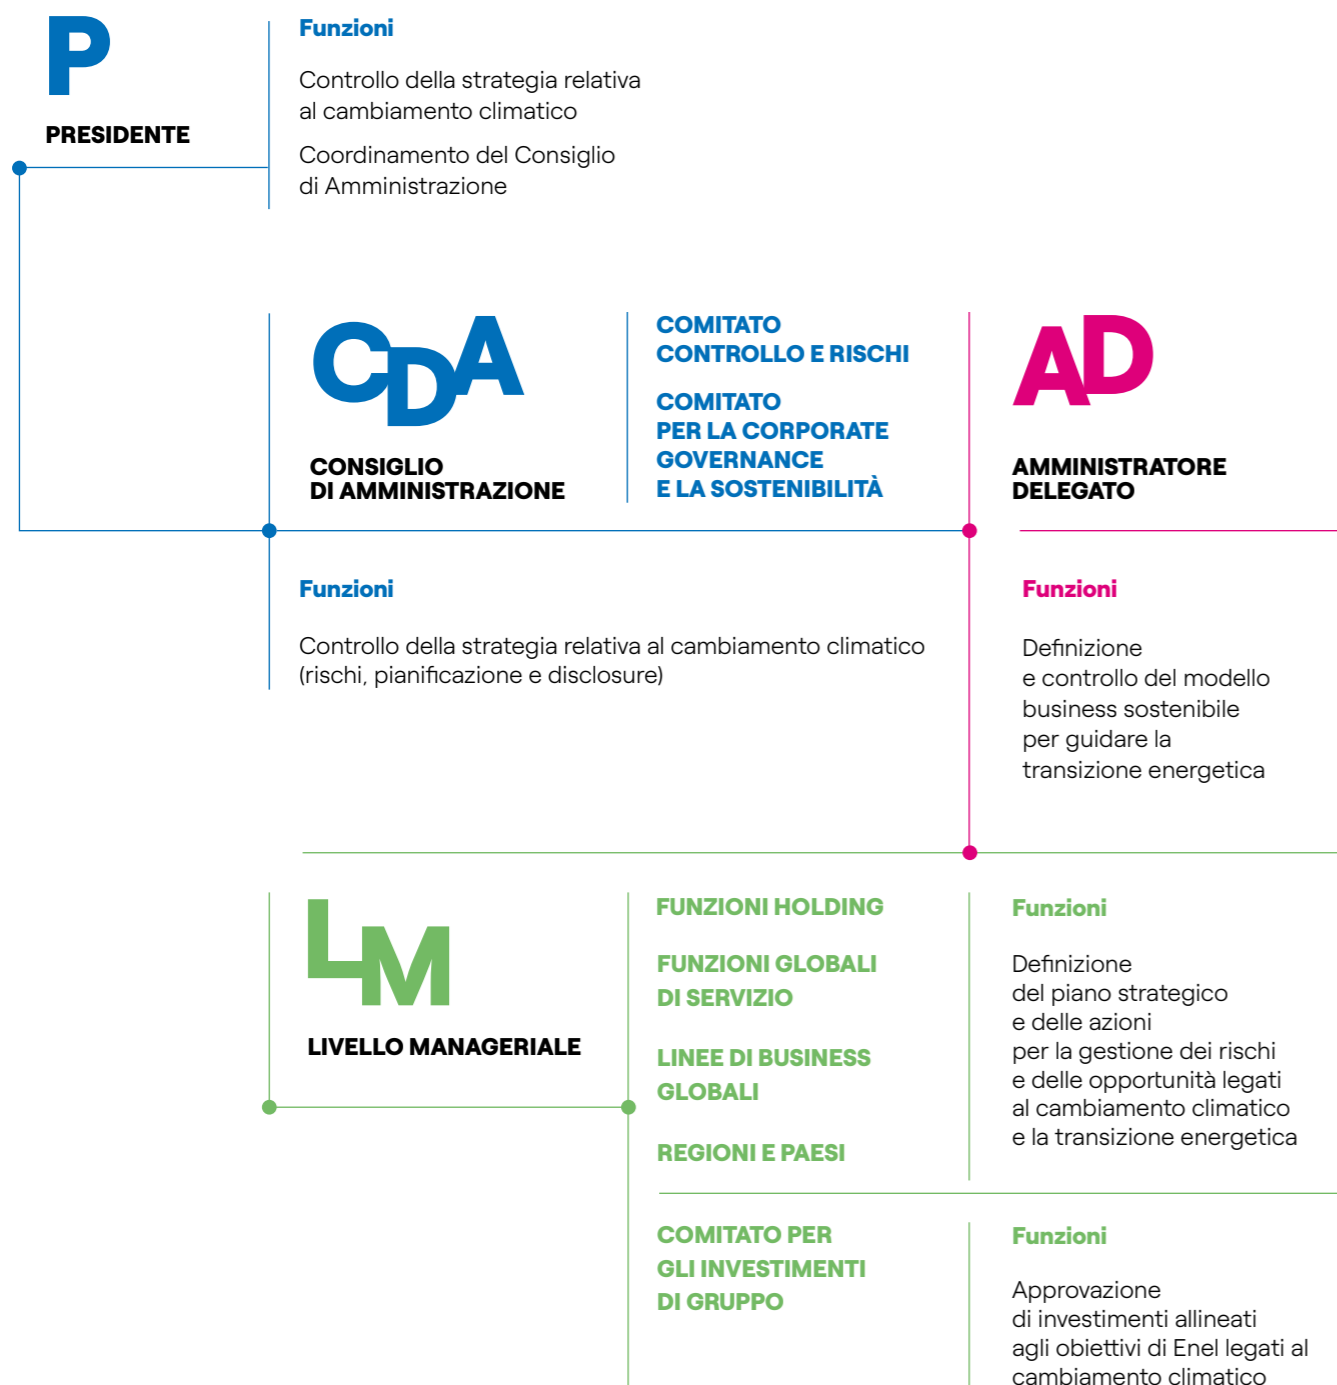 P
PRESIDENTE
Funzioni
Controllo della strategia relativa
al cambiamento climatico
Coordinamento del Consiglio
di Amministrazione
CDA
CONSIGLIO
DI AMMINISTRAZIONE
COMITATO
CONTROLLO E RISCHI
COMITATO
PER LA CORPORATE
GOVERNANCE
E LA SOSTENIBILITÀ
Funzioni
Controllo della strategia relativa al cambiamento climatico
(rischi, pianificazione e disclosure)
AD
AMMINISTRATORE
DELEGATO
Funzioni
Definizione
e controllo del modello
business sostenibile
per guidare la
transizione energetica
LM
LIVELLO MANAGERIALE
FUNZIONI HOLDING
FUNZIONI GLOBALI
DI SERVIZIO
LINEE DI BUSINESS
GLOBALI
REGIONI E PAESI
Funzioni
Definizione
del piano strategico
e delle azioni
per la gestione dei rischi
e delle opportunità legati
al cambiamento climatico
e la transizione energetica
COMITATO PER
GLI INVESTIMENTI
DI GRUPPO
Funzioni
Approvazione
di investimenti allineati
agli obiettivi di Enel legati al
cambiamento climatico